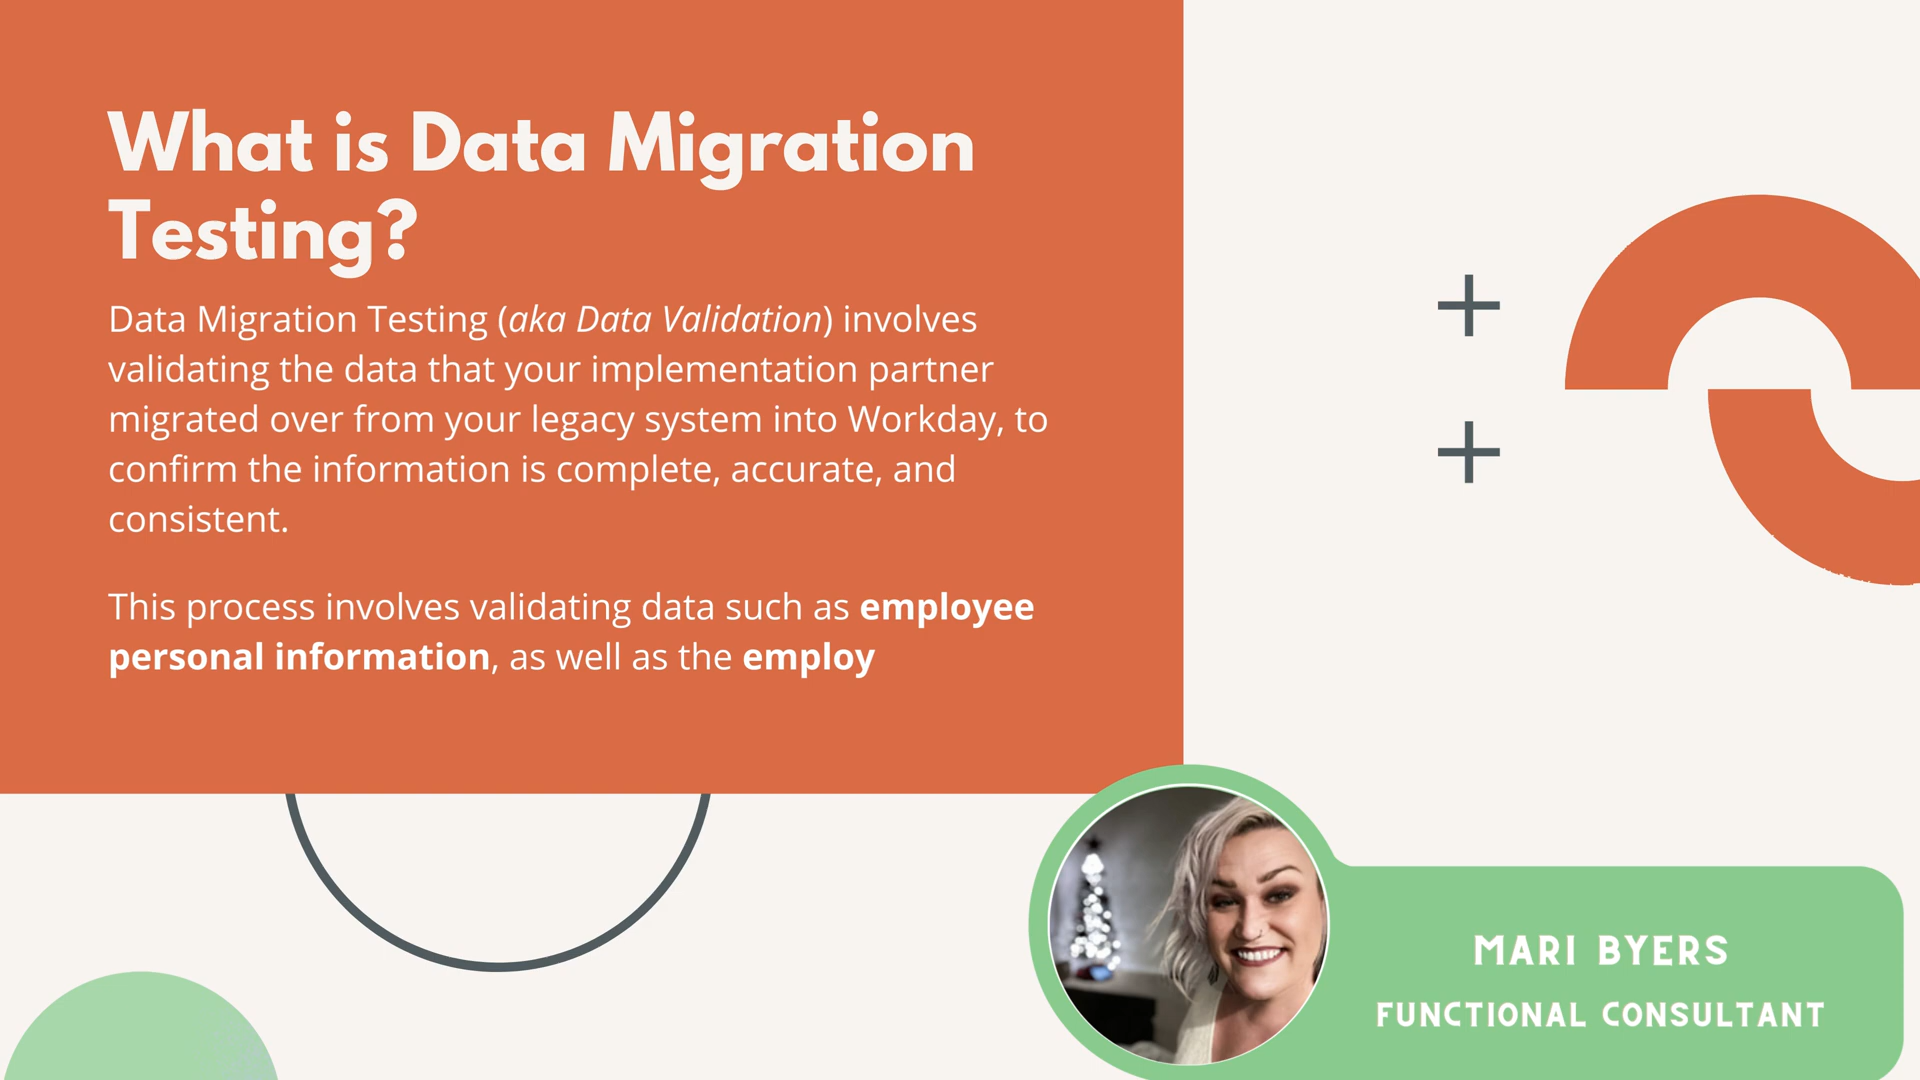 What is Data Migration
Testing?
Data Migration Testing (aka Data Validation) involves
validating the data that your implementation partner
migrated over from your legacy system into Workday, to
confirm the information is complete, accurate, and
consistent.
This process involves validating data such as employee
personal information, as well as the employ
MARI BYERS
FUNCTIONAL CONSULTANT